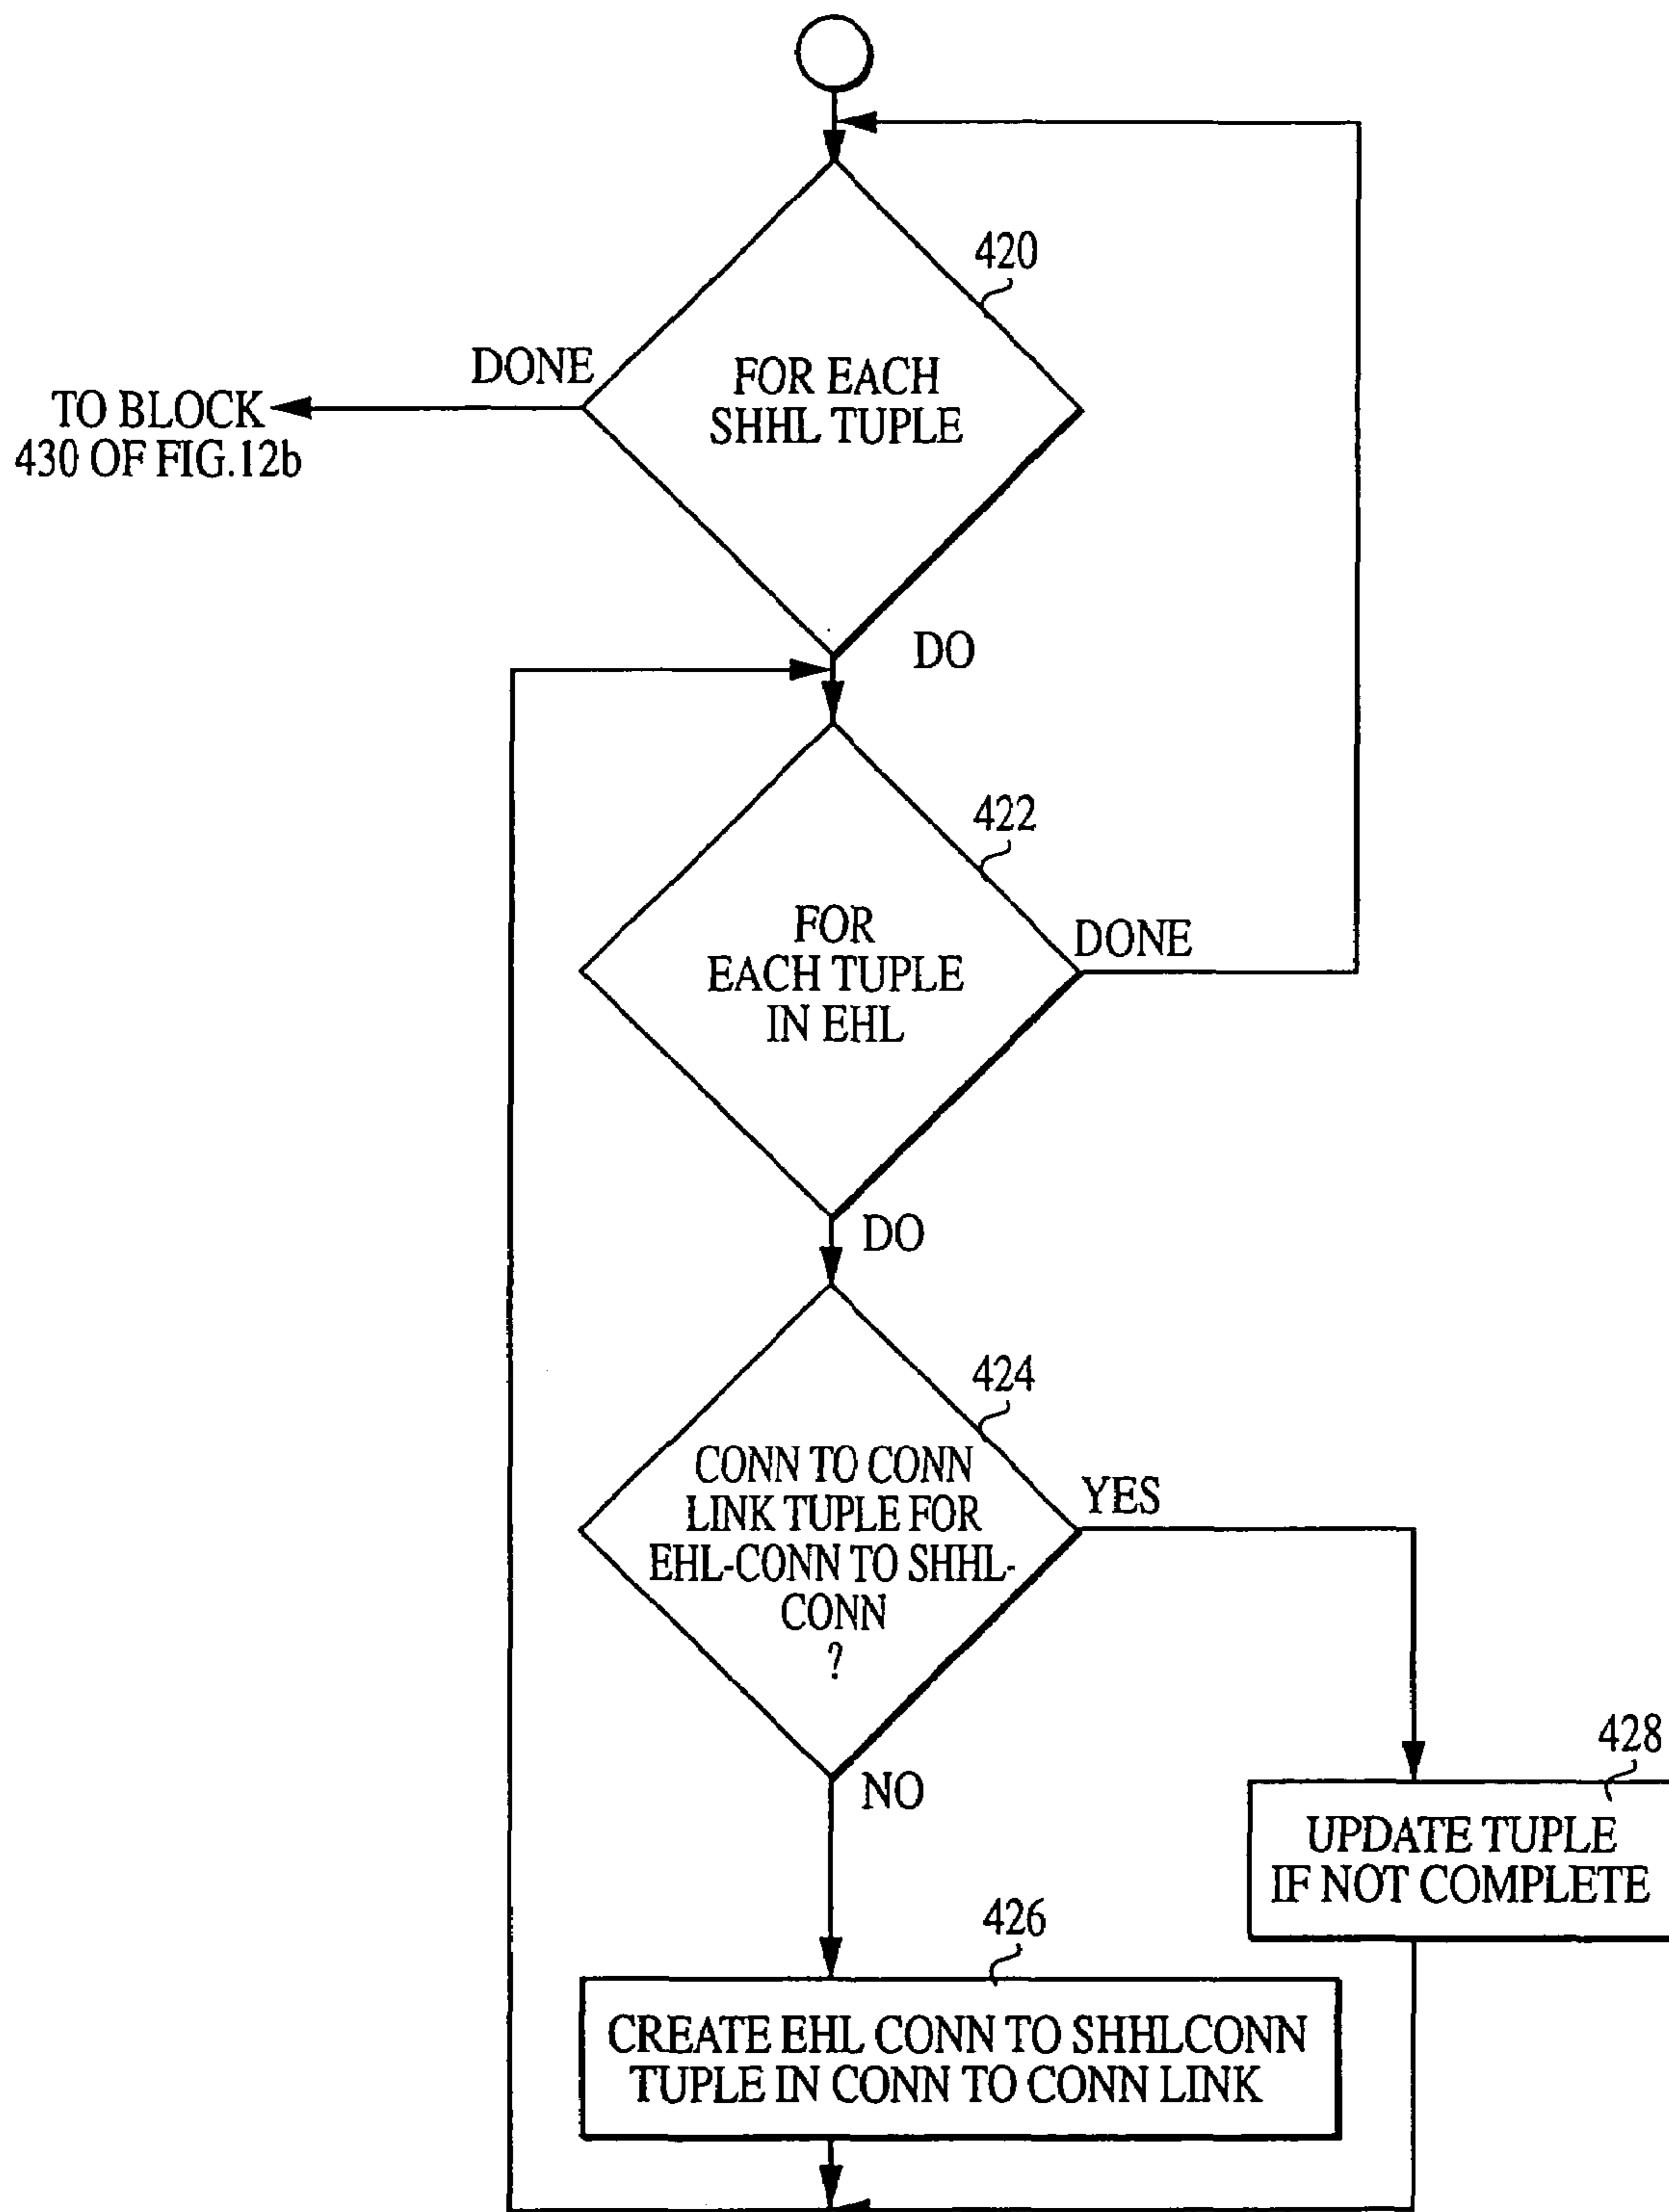 420
DONE
FOR EACH
SHHL TUPLE
TO BLOCK
430 OF FIG.12b
DO
422
FOR
EACH TUPLE
IN EHL
DONE
DO
424
CONN TO CONN
LINK TUPLE FOR
EHL-CONN TO SHHL-
CONN
?
YES
NO
428
UPDATE TUPLE
IF NOT COMPLETE
426
CREATE EHL CONN TO SHHLCONN
TUPLE IN CONN TO CONN LINK